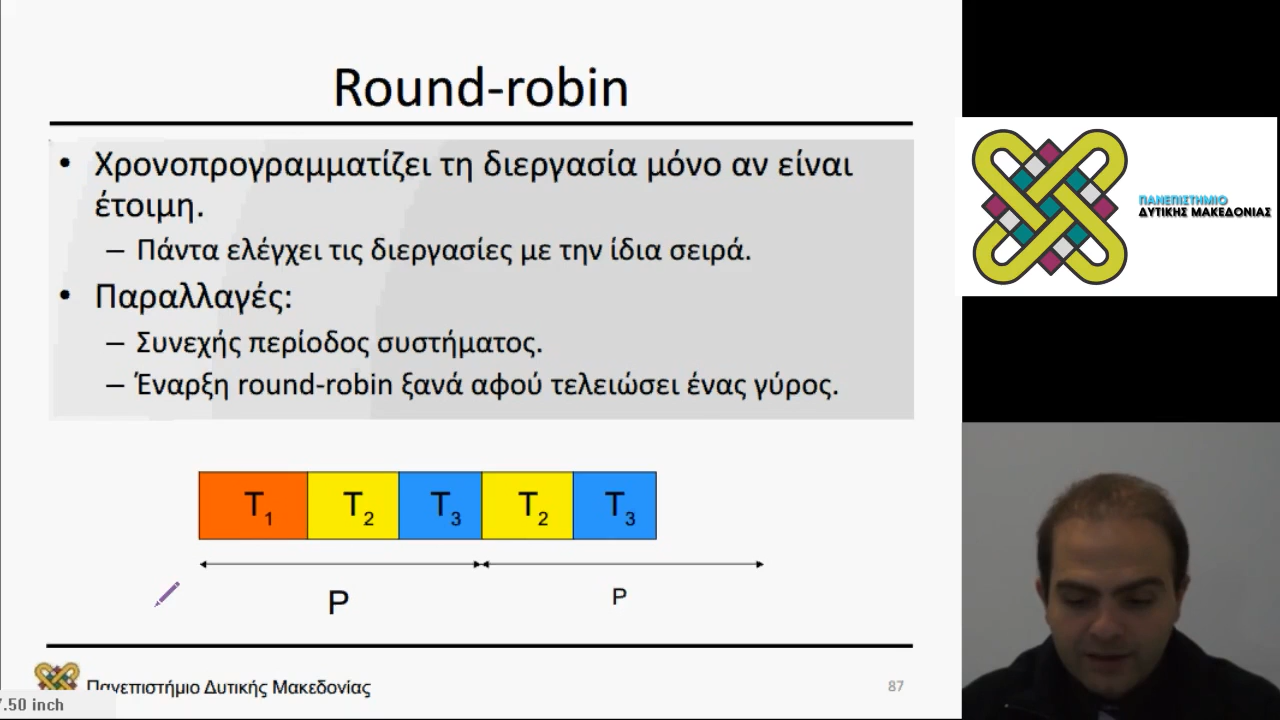 Round-robin
• Χρονοπρογραμματίζει τη διεργασία μόνο αν είναι
έτοιμη.
– Πάντα ελέγχει τις διεργασίες με την ίδια σειρά.
• Παραλλαγές:
– Συνεχής περίοδος συστήματος.
– Έναρξη round-robin ξανά αφού τελειώσει ένας γύρος.
T1 T2 T3 T2 T3
P P
Πανεπιστήμιο Δυτικής Μακεδονίας
87
7.50 inch
ΠΑΝΕΠΙΣΤΗΜΙΟ
ΔΥΤΙΚΗΣ ΜΑΚΕΔΟΝΙΑΣ